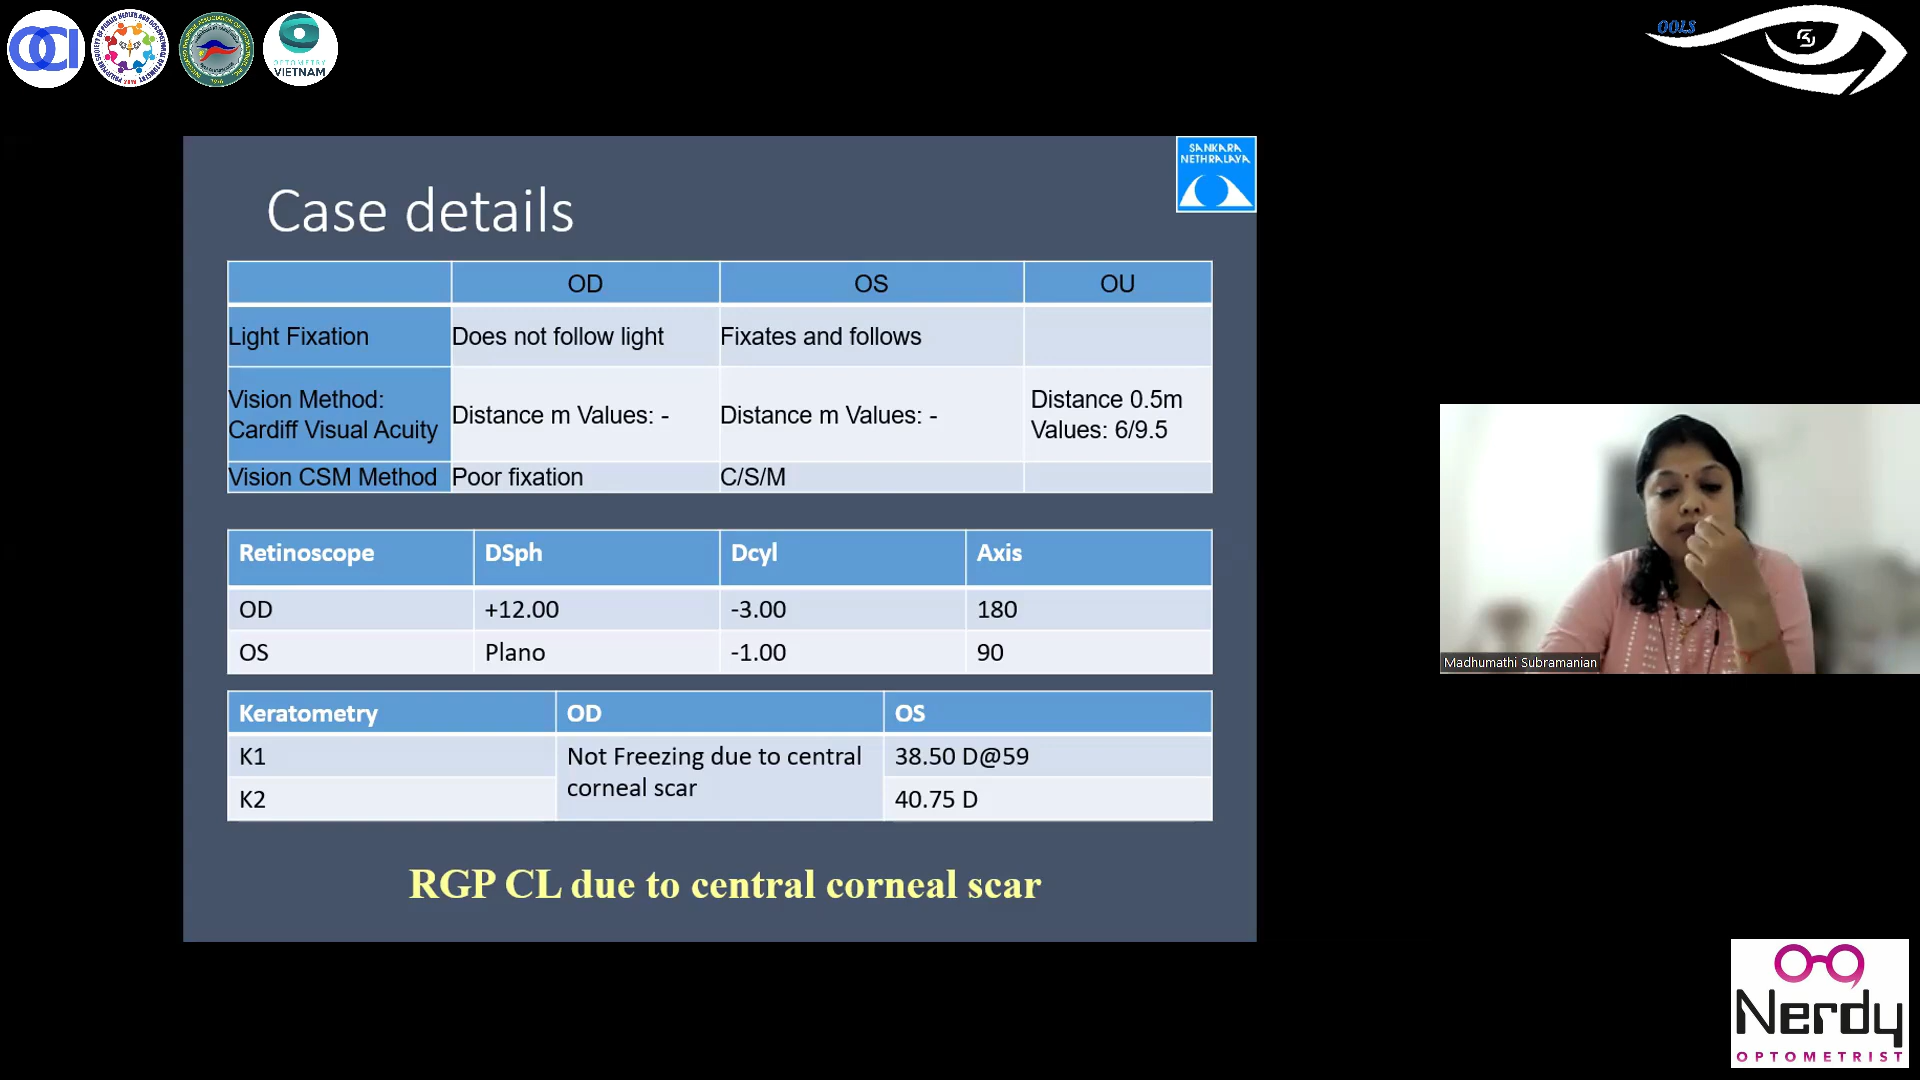 OCI
OPTOMETRY
VIETNAM
OOLS
SANKARA
NETHRALAYA
Case details
OD OS OU
Light Fixation Does not follow light Fixates and follows
Vision Method: Cardiff Visual Acuity Distance m Values: - Distance m Values: - Distance 0.5m Values: 6/9.5
Vision CSM Method Poor fixation C/S/M
Retinoscope DSph Dcyl Axis
OD +12.00 -3.00 180
OS Plano -1.00 90
Keratometry OD OS
K1 Not Freezing due to central corneal scar 38.50 D@59
K2 40.75 D
RGP CL due to central corneal scar
Madhumathi Subramanian
Nerdy
OPTOMETRIST